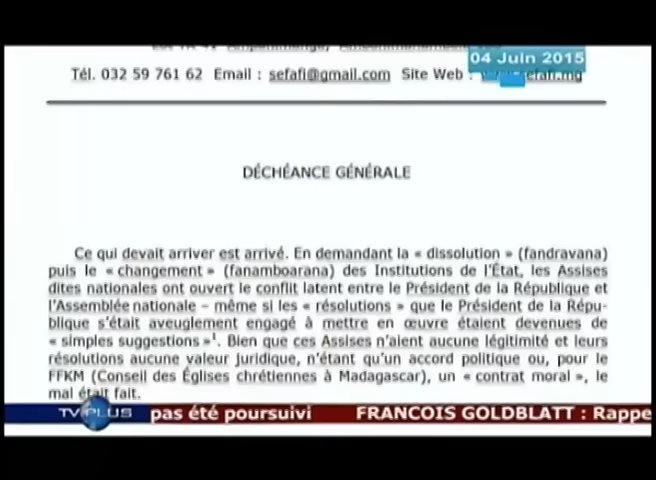 04 Juin 2015
Tél. 032 59 761 62 Email : sefafi@gmail.com Site Web :
DÉCHÉANCE GÉNÉRALE
Ce qui devait arriver est arrivé. En demandant la « dissolution » (fandravana)
puis le « changement » (fanamboarana) des Institutions de l'État, les Assises
dites nationales ont ouvert le conflit latent entre le Président de la République et
l'Assemblée nationale – même si les « résolutions » que le Président de la Répu-
blique s'était aveuglement engagé à mettre en œuvre étaient devenues de
« simples suggestions »¹. Bien que ces Assises n'aient aucune légitimité et leurs
résolutions aucune valeur juridique, n'étant qu'un accord politique ou, pour le
FFKM (Conseil des Églises chrétiennes à Madagascar), un « contrat moral », le
mal était fait.
TV PLUS pas été poursuivi FRANCOIS GOLDBLATT : Rappe